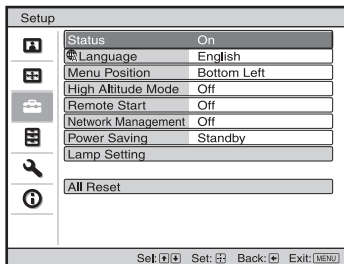 Setup
Status On
Language English
Menu Position Bottom Left
High Altitude Mode Off
Remote Start Off
Network Management Off
Power Saving Standby
Lamp Setting
All Reset
Sel: Set: Back: Exit: MENU